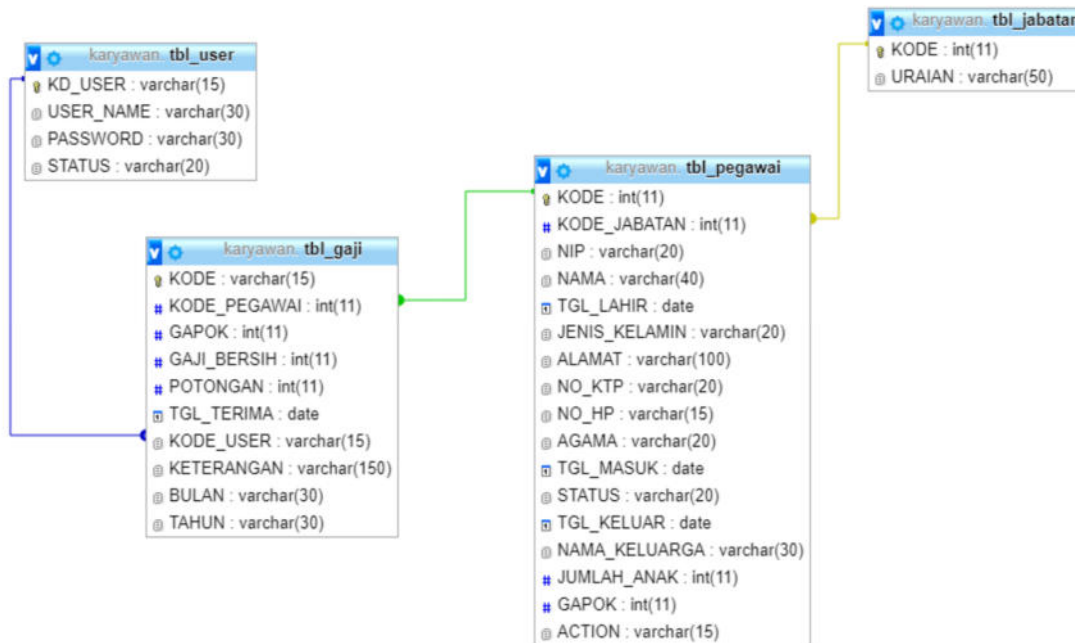 karyawan. tbl_user
KD_USER : varchar(15)
USER_NAME : varchar(30)
PASSWORD : varchar(30)
STATUS : varchar(20)
karyawan. tbl_gaji
KODE : varchar(15)
KODE_PEGAWAI : int(11)
GAPOK : int(11)
GAJI_BERSIH : int(11)
POTONGAN : int(11)
TGL_TERIMA : date
KODE_USER : varchar(15)
KETERANGAN : varchar(150)
BULAN : varchar(30)
TAHUN : varchar(30)
karyawan. tbl_pegawai
KODE : int(11)
KODE_JABATAN : int(11)
NIP : varchar(20)
NAMA : varchar(40)
TGL_LAHIR : date
JENIS_KELAMIN : varchar(20)
ALAMAT : varchar(100)
NO_KTP : varchar(20)
NO_HP : varchar(15)
AGAMA : varchar(20)
TGL_MASUK : date
STATUS : varchar(20)
TGL_KELUAR : date
NAMA_KELUARGA : varchar(30)
JUMLAH_ANAK : int(11)
GAPOK : int(11)
ACTION : varchar(15)
karyawan. tbl_jabatan
KODE : int(11)
URAIAN : varchar(50)